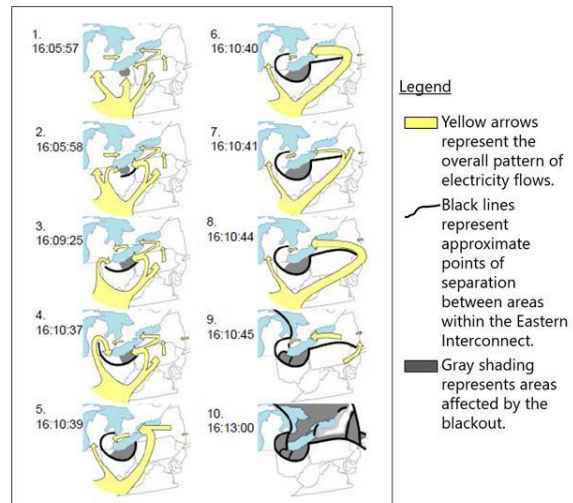 1.
16:05:57
2.
16:05:58
3.
16:09:25
4.
16:10:37
5.
16:10:39
6.
16:10:40
7.
16:10:41
8.
16:10:44
9.
16:10:45
10.
16:13:00
Legend
Yellow arrows
represent the
overall pattern of
electricity flows.
Black lines
represent
approximate
points of
separation
between areas
within the Eastern
Interconnect.
Gray shading
represents areas
affected by the
blackout.